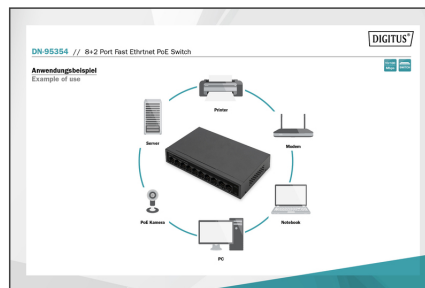 DIGITUS®
DN-95354 // 8+2 Port Fast Ethrtnet PoE Switch
Anwendungsbeispiel
Example of use
Printer
Server
Modem
PoE Kamera
Notebook
PC